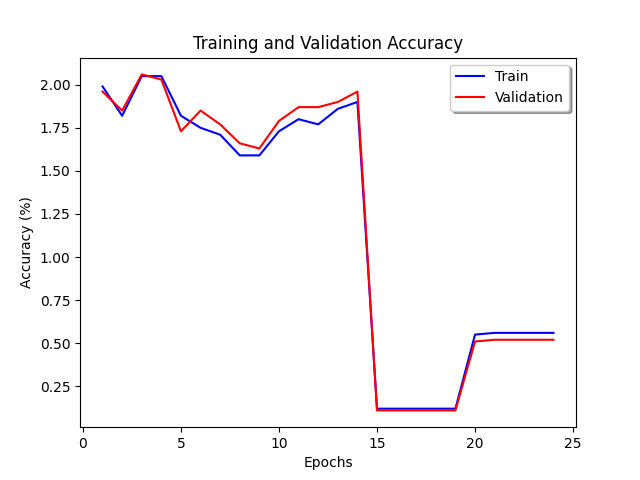 Training and Validation Accuracy
Train
Validation
Accuracy (%)
2.00
1.75
1.50
1.25
1.00
0.75
0.50
0.25
0 5 10 15 20 25
Epochs